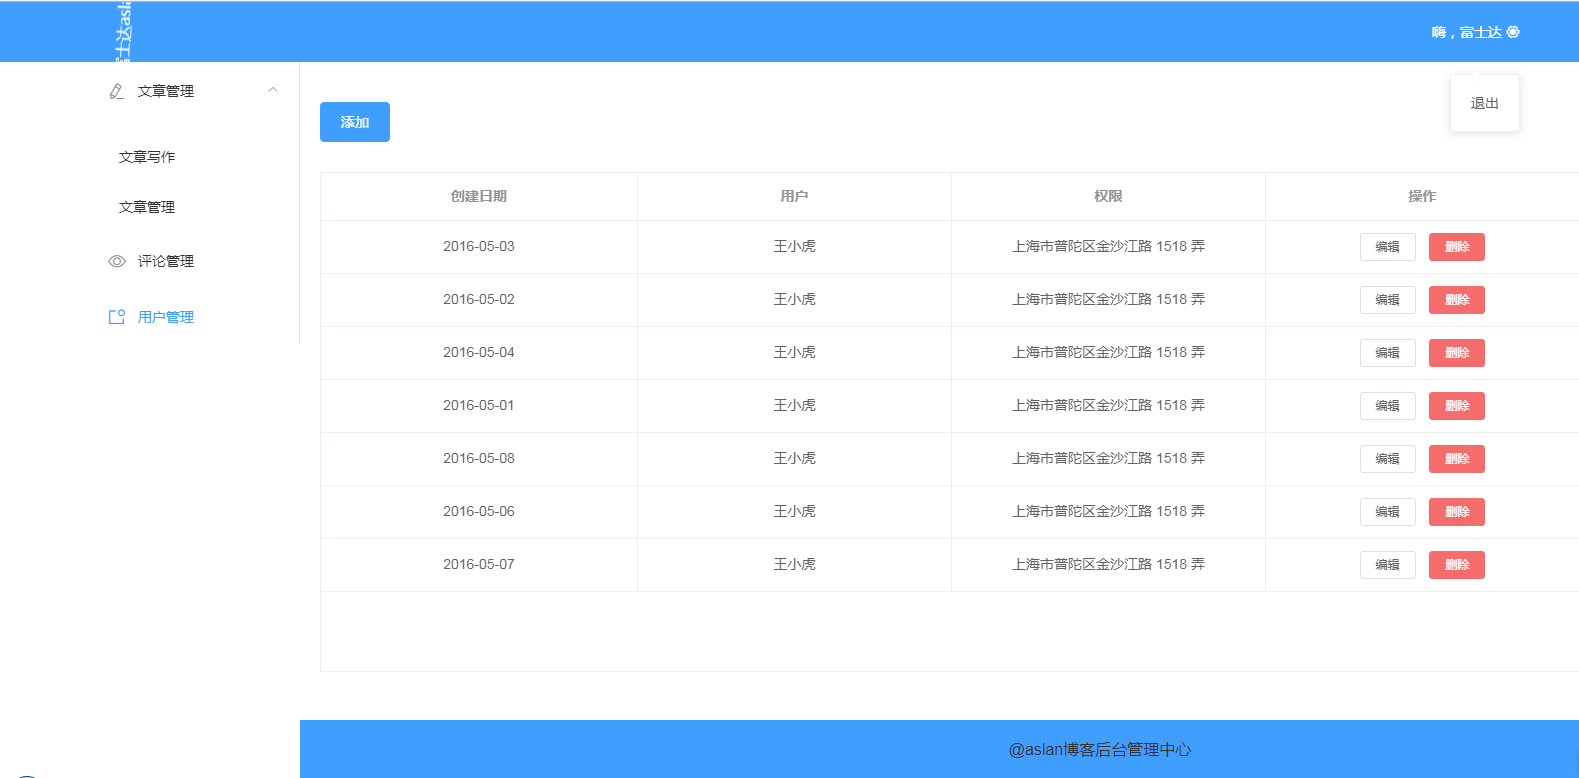 富士达asla
嗨，富士达
退出
文章管理
文章写作
文章管理
评论管理
用户管理
添加
创建日期 用户 权限 操作
2016-05-03 王小虎 上海市普陀区金沙江路 1518 弄 编辑 删除
2016-05-02 王小虎 上海市普陀区金沙江路 1518 弄 编辑 删除
2016-05-04 王小虎 上海市普陀区金沙江路 1518 弄 编辑 删除
2016-05-01 王小虎 上海市普陀区金沙江路 1518 弄 编辑 删除
2016-05-08 王小虎 上海市普陀区金沙江路 1518 弄 编辑 删除
2016-05-06 王小虎 上海市普陀区金沙江路 1518 弄 编辑 删除
2016-05-07 王小虎 上海市普陀区金沙江路 1518 弄 编辑 删除
@aslan博客后台管理中心